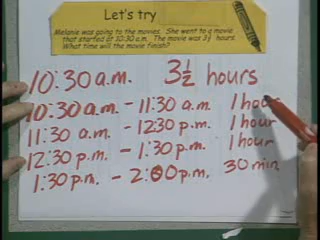 Let's try
Melanie was going to the movies. She went to a movie
that started at 10:30 a.m. The movie was 3½ hours.
What time will the movie finish?
10:30 a.m. 3½ hours
10:30 a.m. - 11:30 a.m. 1 hour
11:30 a.m. - 12:30 p.m. 1 hour
12:30 p.m. - 1:30 p.m. 1 hour
1:30 p.m. - 2:00 p.m. 30 min